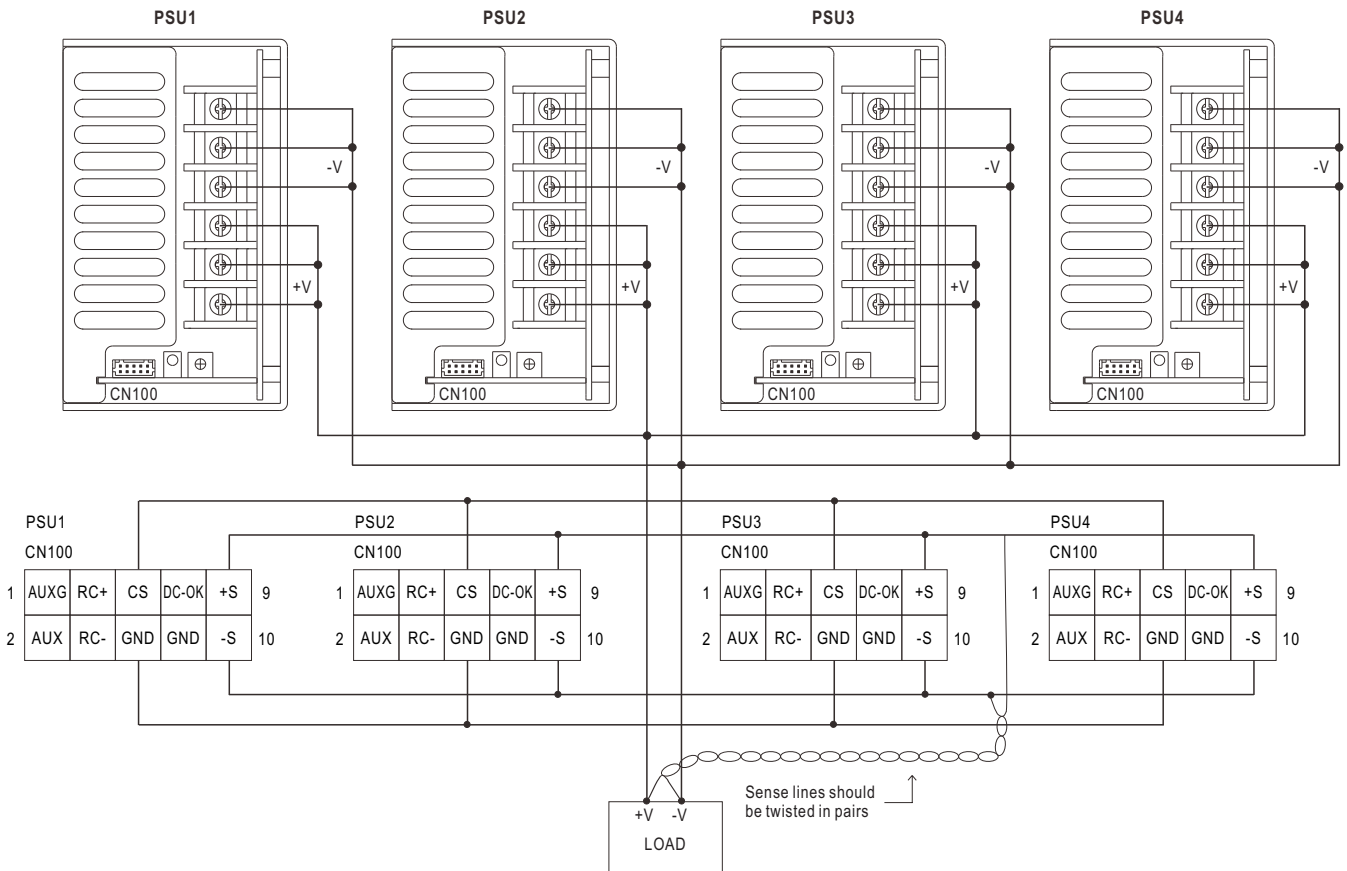 PSU1 PSU2 PSU3 PSU4
-V -V -V -V
+V +V +V +V
CN100 CN100 CN100 CN100
PSU1 PSU2 PSU3 PSU4
CN100 CN100 CN100 CN100
1 AUXG RC+ CS DC-OK +S 9 1 AUXG RC+ CS DC-OK +S 9 1 AUXG RC+ CS DC-OK +S 9 1 AUXG RC+ CS DC-OK +S 9
2 AUX RC- GND GND -S 10 2 AUX RC- GND GND -S 10 2 AUX RC- GND GND -S 10 2 AUX RC- GND GND -S 10
Sense lines should
be twisted in pairs
+V -V
LOAD